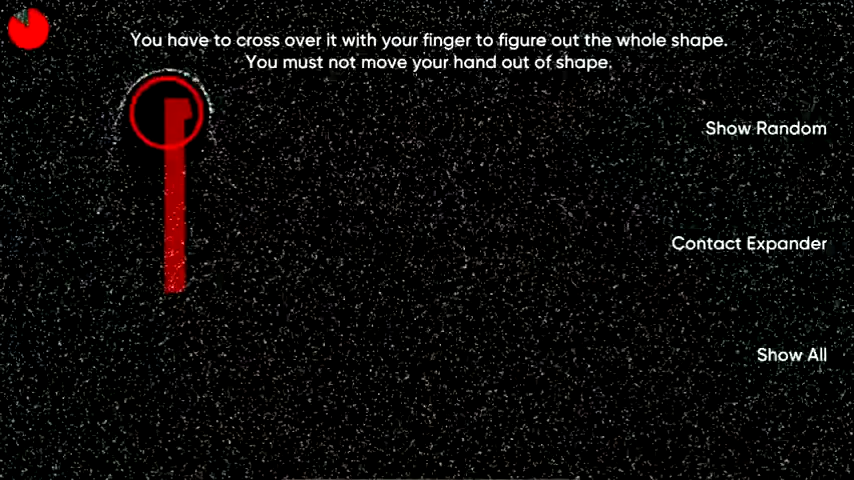 You have to cross over it with your finger to figure out the whole shape.
You must not move your hand out of shape.
Show Random
Contact Expander
Show All